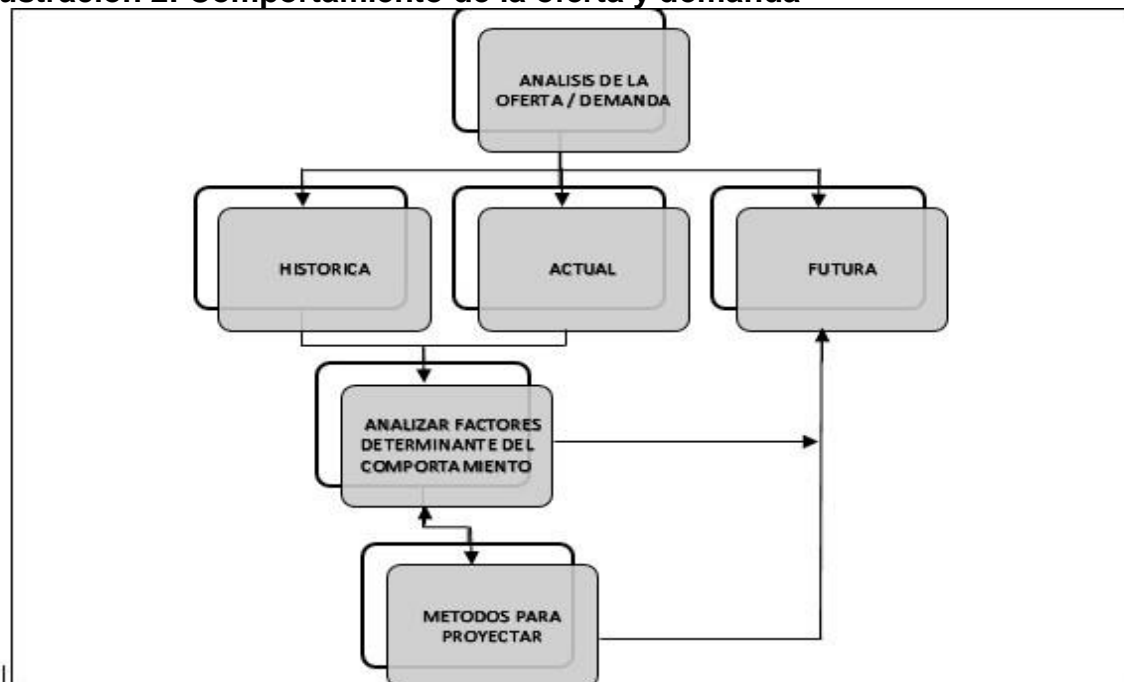 Comportamiento de la oferta y demanda
ANALISIS DE LA
OFERTA / DEMANDA
HISTORICA
ACTUAL
FUTURA
ANALIZAR FACTORES
DETERMINANTE DEL
COMPORTAMIENTO
METODOS PARA
PROYECTAR